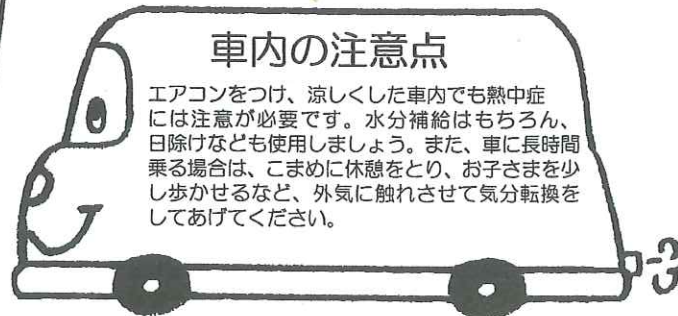 車内の注意点
エアコンをつけ、涼しくした車内でも熱中症
には注意が必要です。水分補給はもちろん、
日除けなども使用しましょう。また、車に長時間
乗る場合は、こまめに休憩をとり、お子さまを少
し歩かせるなど、外気に触れさせて気分転換を
してあげてください。